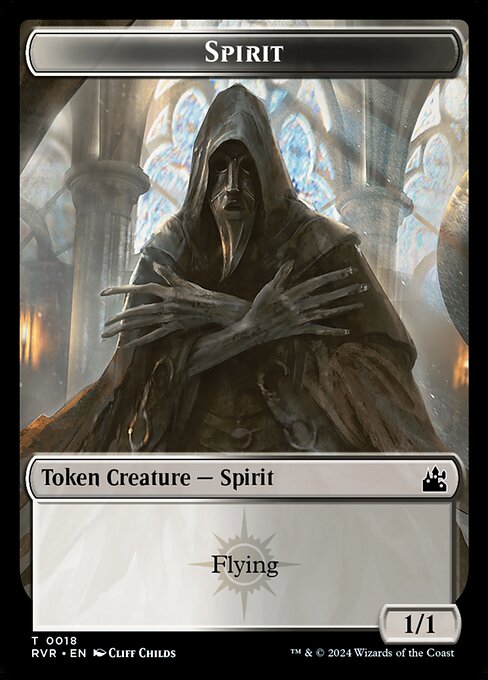 Spirit
Token Creature — Spirit
Flying
1/1
T 0018
RVR • EN Cliff Childs
™ & © 2024 Wizards of the Coast